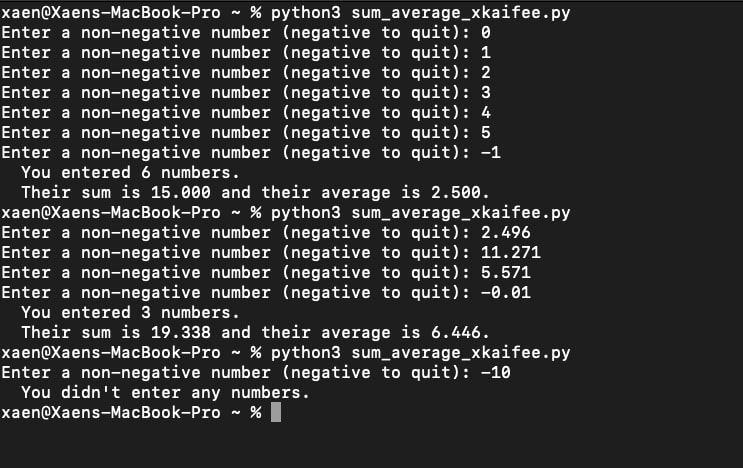 xaen@Xaens-MacBook-Pro ~ % python3 sum_average_xkaifee.py
Enter a non-negative number (negative to quit): 0
Enter a non-negative number (negative to quit): 1
Enter a non-negative number (negative to quit): 2
Enter a non-negative number (negative to quit): 3
Enter a non-negative number (negative to quit): 4
Enter a non-negative number (negative to quit): 5
Enter a non-negative number (negative to quit): -1
  You entered 6 numbers.
  Their sum is 15.000 and their average is 2.500.
xaen@Xaens-MacBook-Pro ~ % python3 sum_average_xkaifee.py
Enter a non-negative number (negative to quit): 2.496
Enter a non-negative number (negative to quit): 11.271
Enter a non-negative number (negative to quit): 5.571
Enter a non-negative number (negative to quit): -0.01
  You entered 3 numbers.
  Their sum is 19.338 and their average is 6.446.
xaen@Xaens-MacBook-Pro ~ % python3 sum_average_xkaifee.py
Enter a non-negative number (negative to quit): -10
  You didn't enter any numbers.
xaen@Xaens-MacBook-Pro ~ %